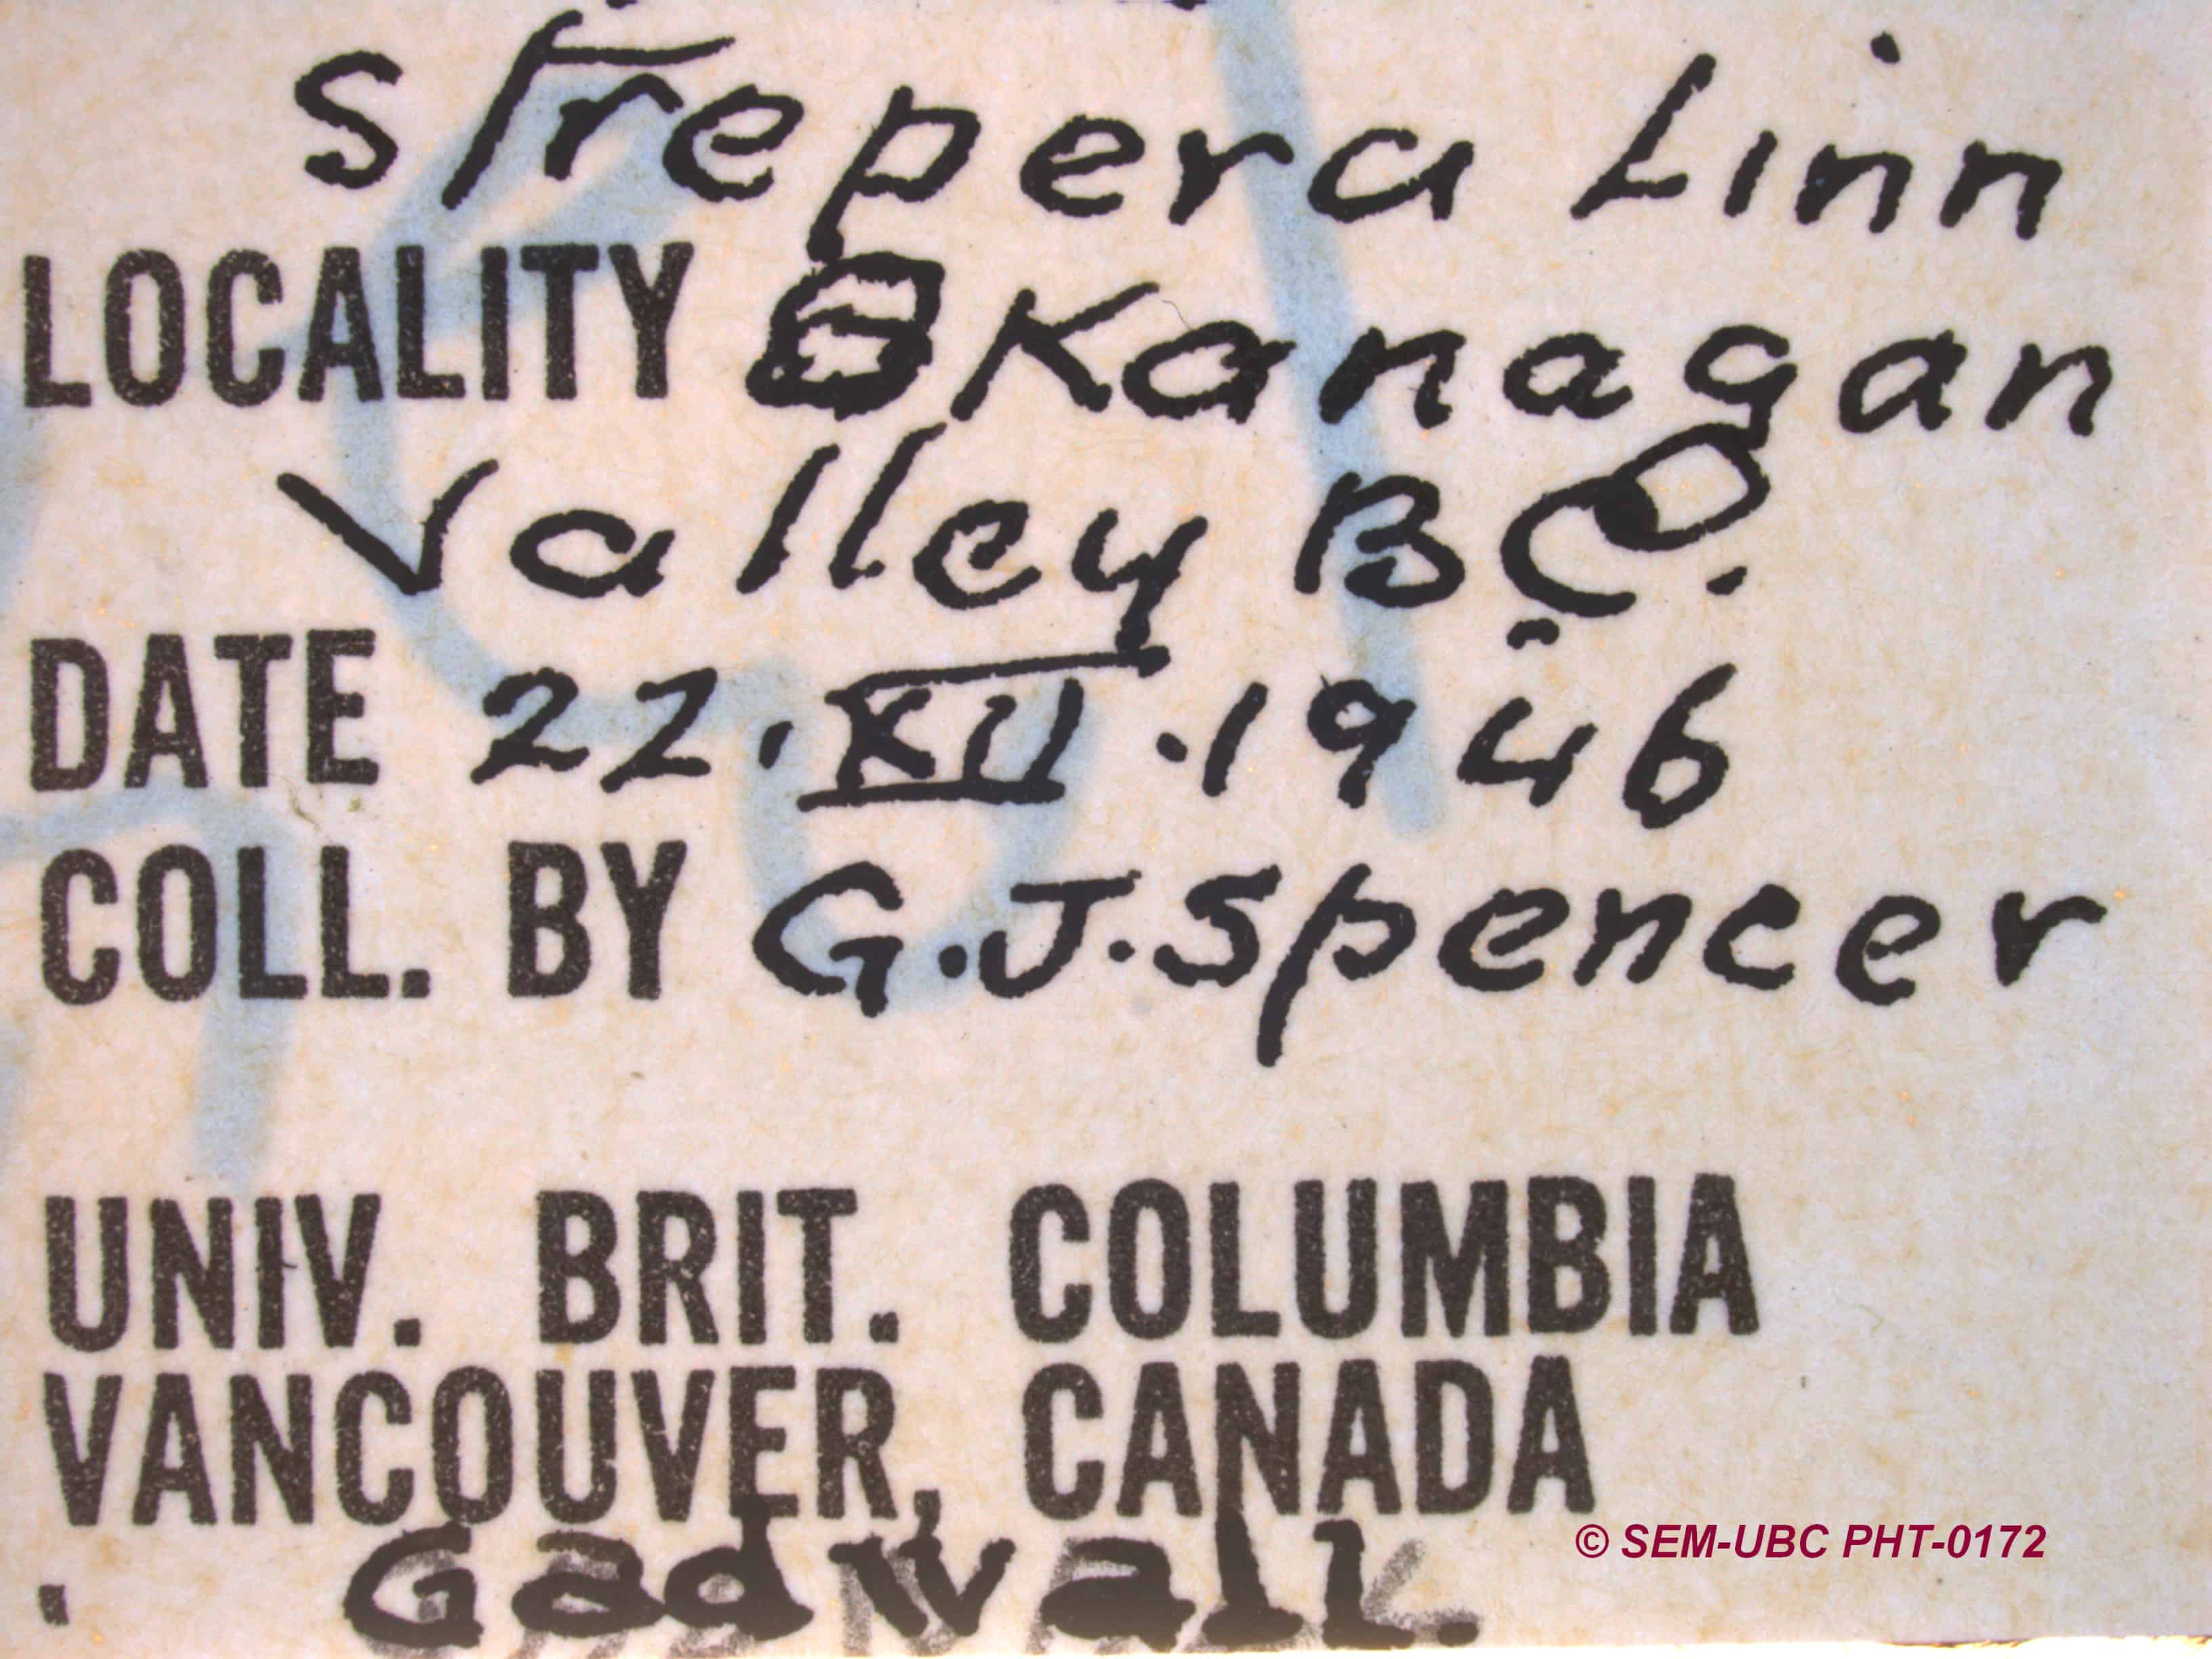 strepera Linn
LOCALITY Okanagan
Valley B.C.
DATE 22.XII.1946
COLL. BY G.J.Spencer
UNIV. BRIT. COLUMBIA
VANCOUVER, CANADA
© SEM-UBC PHT-0172
Gadwall.